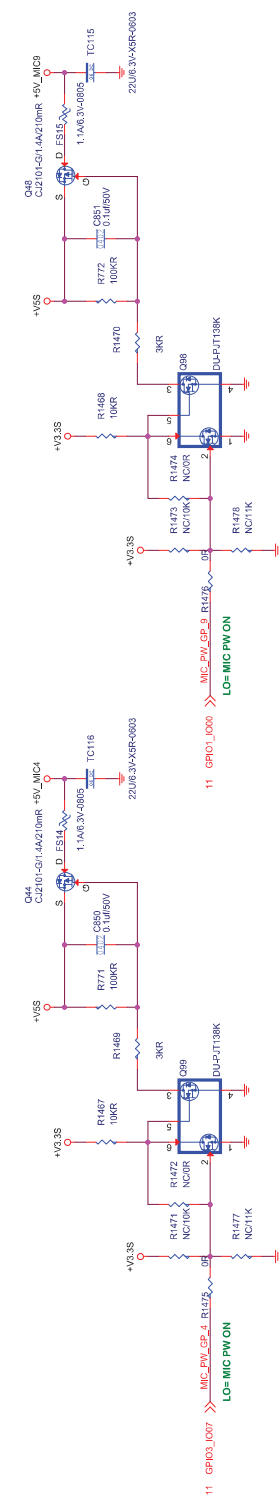 Q48
CJ2101-G/1.4A/210mR
+5V_MIC9
TC115
22U/6.3V-X5R-0603
D
FS15
1.1A/6.3V-0805
S
G
+V5S
R772
100KR
C851
0.1uf/50V
0402
R1470
3KR
+V3.3S
R1468
10KR
Q98
DU-PJT138K
3
4
5
6
1
2
R1474
NC/0R
R1473
NC/10K
+V3.3S
R1478
NC/11K
0R
R1476
MIC_PW_GP_9
LO= MIC PW ON
11 GPIO1_IO00
Q44
CJ2101-G/1.4A/210mR
+5V_MIC4
TC116
22U/6.3V-X5R-0603
D
FS14
1.1A/6.3V-0805
S
G
+V5S
R771
100KR
C850
0.1uf/50V
0402
R1469
3KR
+V3.3S
R1467
10KR
Q99
DU-PJT138K
3
4
5
6
1
2
R1472
NC/0R
R1471
NC/10K
+V3.3S
R1477
NC/11K
0R
R1475
MIC_PW_GP_4
LO= MIC PW ON
11 GPIO3_IO07